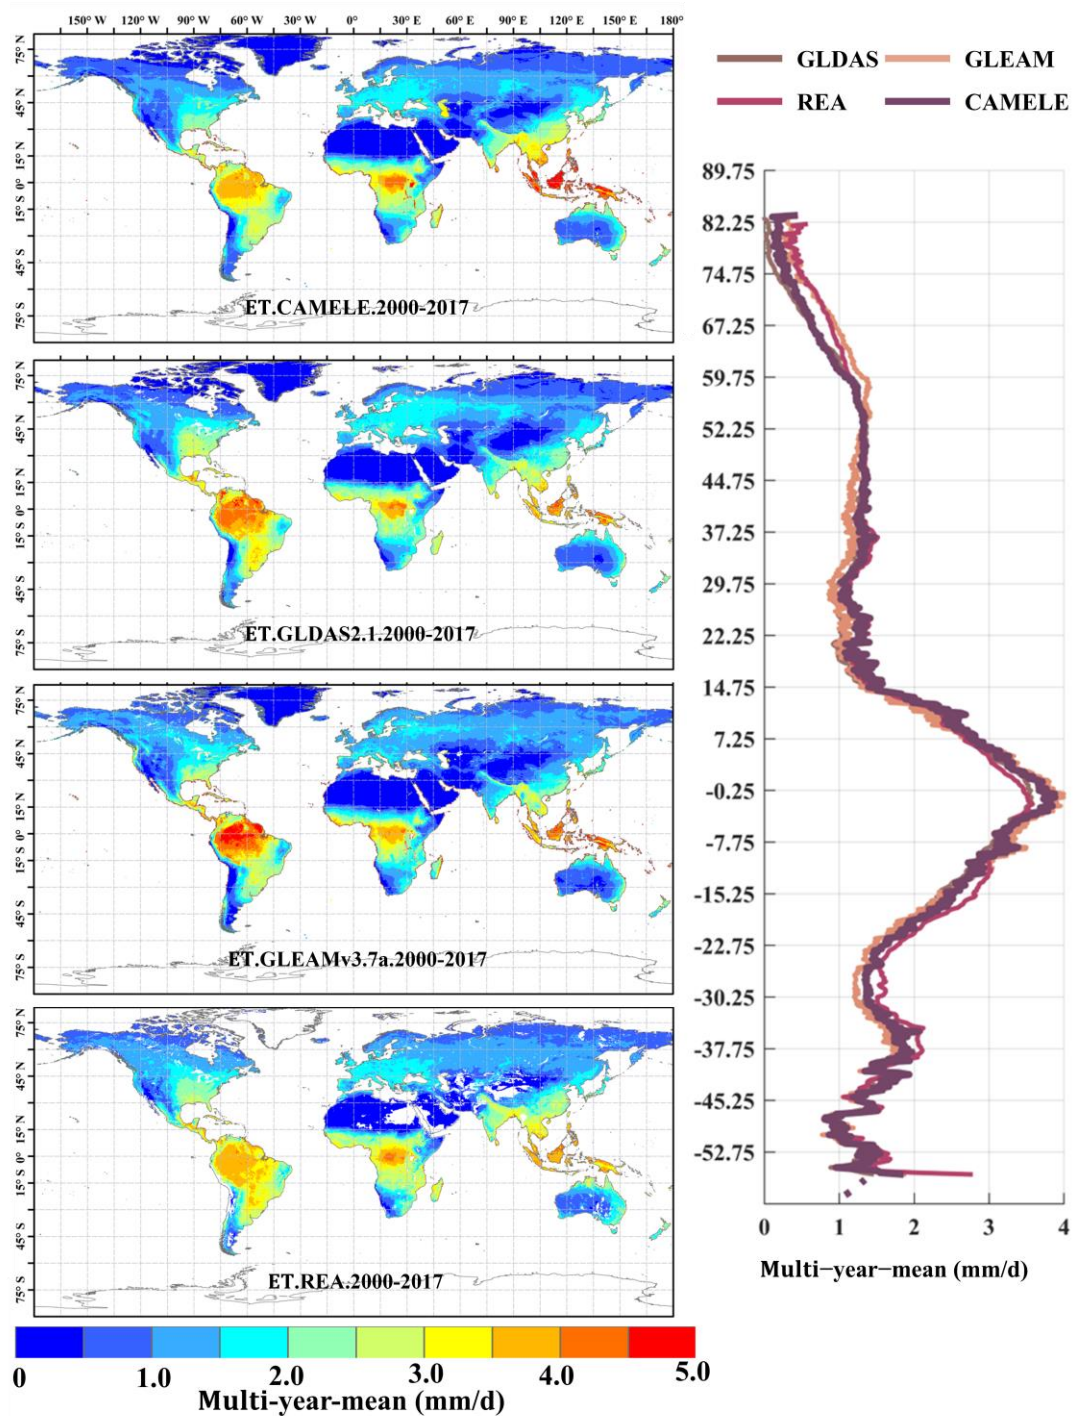 150° W 120° W 90° W 60° W 30° W 0° 30° E 60° E 90° E 120° E 150° E 180°
75° N
45° N
15° N
0°
15° S
45° S
75° S
ET.CAMELE.2000-2017
75° N
45° N
15° N
0°
15° S
45° S
75° S
ET.GLDAS2.1.2000-2017
75° N
45° N
15° N
0°
15° S
45° S
75° S
ET.GLEAMv3.7a.2000-2017
75° N
45° N
15° N
0°
15° S
45° S
75° S
ET.REA.2000-2017
0 1.0 2.0 3.0 4.0 5.0
Multi-year-mean (mm/d)
GLDAS GLEAM
REA CAMELE
89.75
82.25
74.75
67.25
59.75
52.25
44.75
37.25
29.75
22.25
14.75
7.25
-0.25
-7.75
-15.25
-22.75
-30.25
-37.75
-45.25
-52.75
0 1 2 3 4
Multi-year-mean (mm/d)